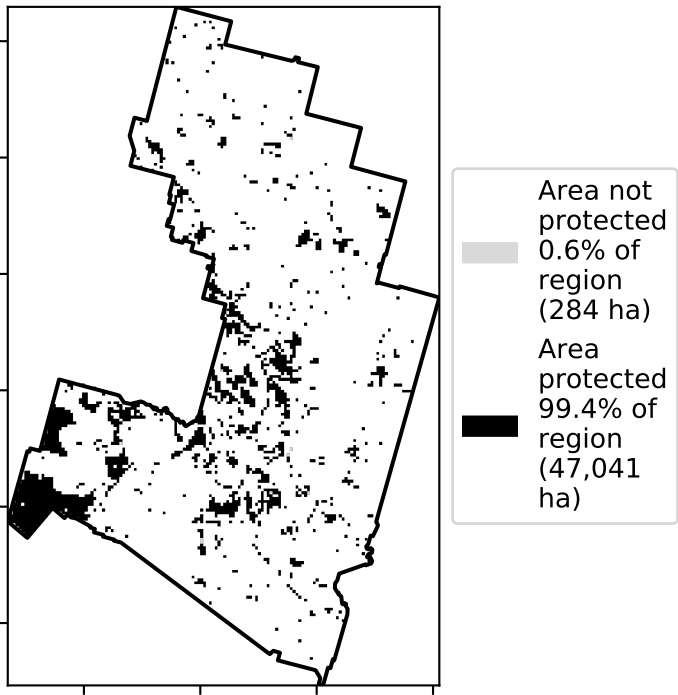 Area not
protected
0.6% of
region
(284 ha)
Area
protected
99.4% of
region
(47,041
ha)